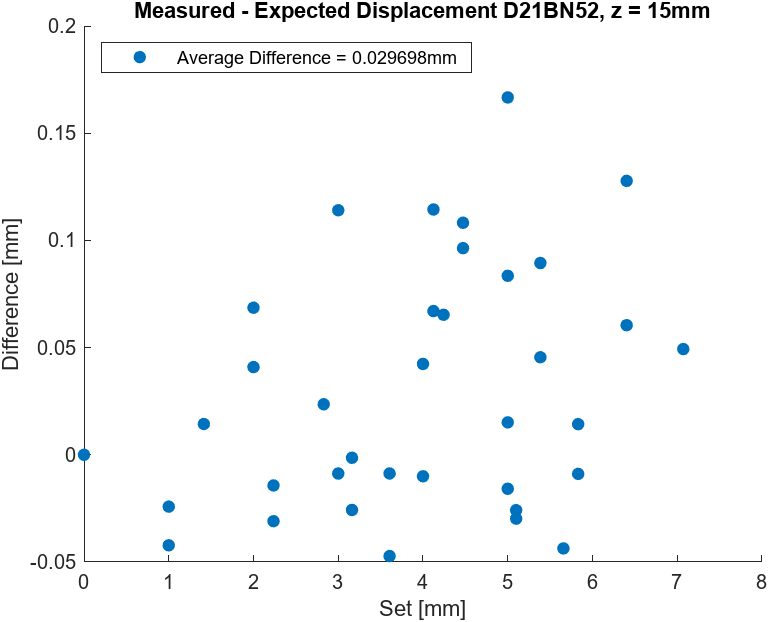 Measured - Expected Displacement D21BN52, z = 15mm
Average Difference = 0.029698mm
0.2
0.15
0.1
0.05
0
-0.05
Difference [mm]
0 1 2 3 4 5 6 7 8
Set [mm]